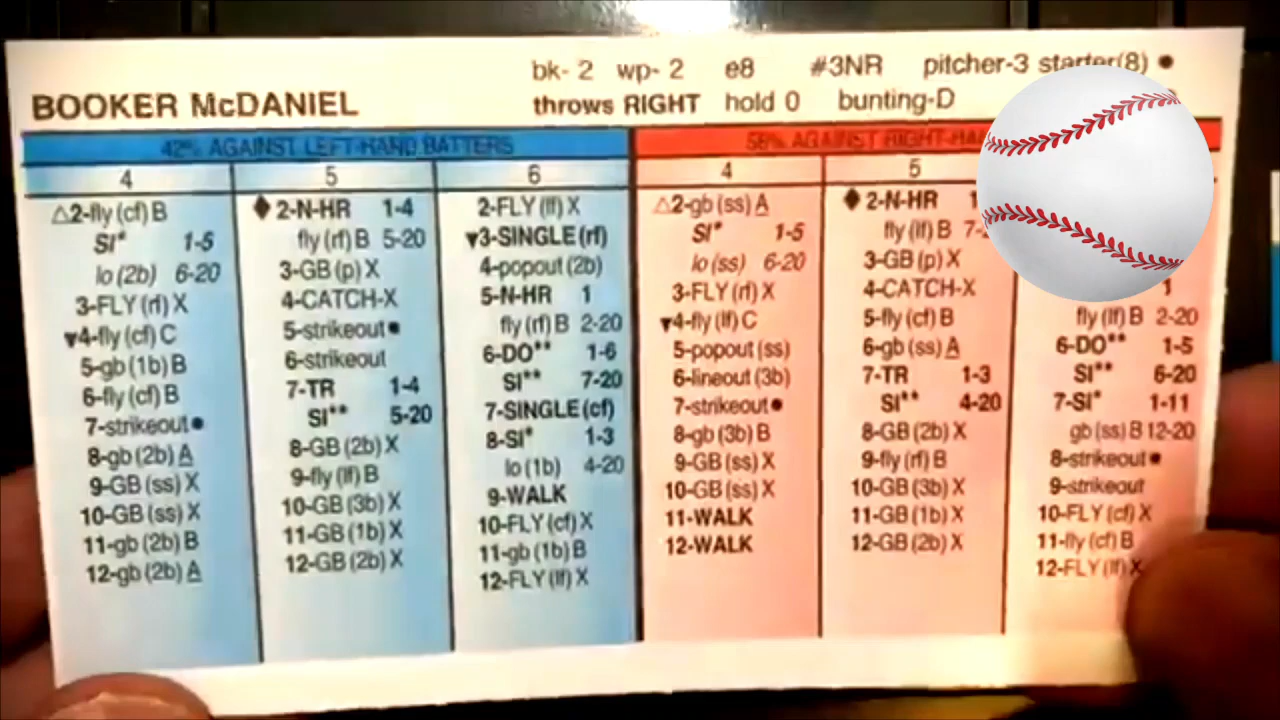 bk- 2 wp- 2 e8 #3NR pitcher-3 starter(8) ●
BOOKER McDANIEL throws RIGHT hold 0 bunting-D
42% AGAINST LEFT-HAND BATTERS
4
△2-fly (cf) B
SI* 1-5
lo (2b) 6-20
3-FLY (rf) X
▼4-fly (cf) C
5-gb (1b) B
6-fly (cf) B
7-strikeout●
8-gb (2b) A
9-GB (ss) X
10-GB (ss) X
11-gb (2b) B
12-gb (2b) A
5
♦2-N-HR 1-4
fly (rf) B 5-20
3-GB (p) X
4-CATCH-X
5-strikeout●
6-strikeout
7-TR 1-4
SI** 5-20
8-GB (2b) X
9-fly (lf) B
10-GB (3b) X
11-GB (1b) X
12-GB (2b) X
6
2-FLY (lf) X
▼3-SINGLE (rf)
4-popout (2b)
5-N-HR 1
fly (rf) B 2-20
6-DO** 1-6
SI** 7-20
7-SINGLE (cf)
8-SI* 1-3
lo (1b) 4-20
9-WALK
10-FLY (cf) X
11-gb (1b) B
12-FLY (lf) X
58% AGAINST RIGHT-HA
4
△2-gb (ss) A
SI* 1-5
lo (ss) 6-20
3-FLY (rf) X
▼4-fly (lf) C
5-popout (ss)
6-lineout (3b)
7-strikeout●
8-gb (3b) B
9-GB (ss) X
10-GB (ss) X
11-WALK
12-WALK
5
♦2-N-HR 1
fly (lf) B 7-2
3-GB (p) X
4-CATCH-X
5-fly (cf) B
6-gb (ss) A
7-TR 1-3
SI** 4-20
8-GB (2b) X
9-fly (rf) B
10-GB (3b) X
11-GB (1b) X
12-GB (2b) X
1
fly (lf) B 2-20
6-DO** 1-5
SI** 6-20
7-SI* 1-11
gb (ss) B 12-20
8-strikeout●
9-strikeout
10-FLY (cf) X
11-fly (cf) B
12-FLY (lf) X